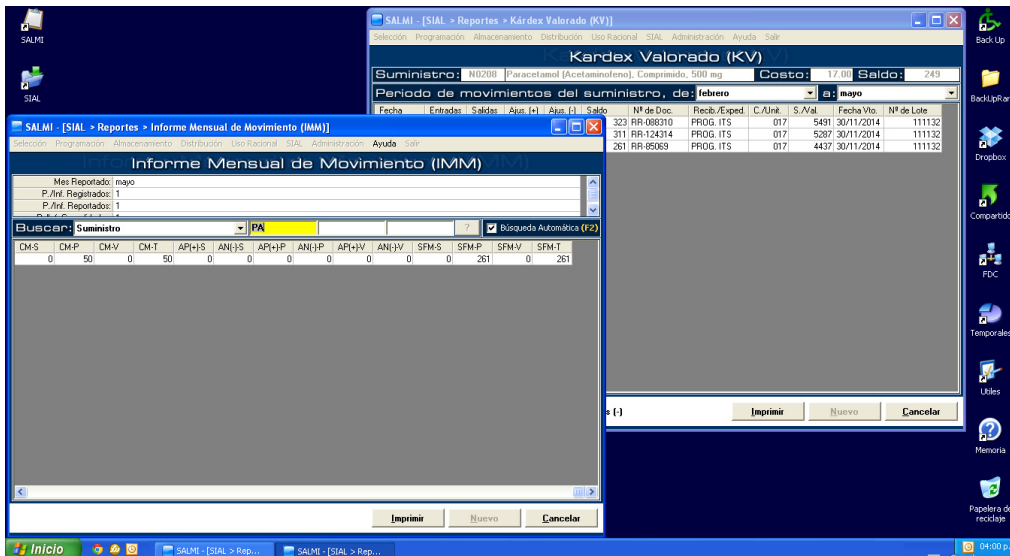 SALMI
SIAL
SALMI - [SIAL > Reportes > Kárdex Valorado (KV)]
Selección Programación Almacenamiento Distribución Uso Racional SIAL Administración Ayuda Salir
Kardex Valorado (KV)
Suministro: N0208 Paracetamol (Acetaminofeno), Comprimido, 500 mg Costo: 17.00 Saldo: 249
Periodo de movimientos del suministro, de: febrero a: mayo
Fecha Entradas Salidas Ajus. (+) Ajus. (-) Saldo Nª de Doc. Recib./Exped. C./Unit. S./Val. Fecha Vto. Nª de Lote
323 RR-088310 PROG. ITS 017 5491 30/11/2014 111132
311 RR-124314 PROG. ITS 017 5287 30/11/2014 111132
261 RR-85069 PROG. ITS 017 4437 30/11/2014 111132
s (-)
Imprimir Nuevo Cancelar
SALMI - [SIAL > Reportes > Informe Mensual de Movimiento (IMM)]
Selección Programación Almacenamiento Distribución Uso Racional SIAL Administración Ayuda Salir
Informe Mensual de Movimiento (IMM)
Mes Reportado: mayo
P./Inf. Registrados: 1
P./Inf. Reportados: 1
Buscar: Suministro PA ? Búsqueda Automática (F2)
CM-S CM-P CM-V CM-T AP(+)-S AN(-)-S AP(+)-P AN(-)-P AP(+)-V AN(-)-V SFM-S SFM-P SFM-V SFM-T
0 50 0 50 0 0 0 0 0 0 0 261 0 261
Imprimir Nuevo Cancelar
Back Up
BackUpRar
Dropbox
Compartido
FDC
Temporales
Utiles
Memoria
Papelera de
reciclaje
Inicio
SALMI - [SIAL > Rep...
SALMI - [SIAL > Rep...
04:00 p.